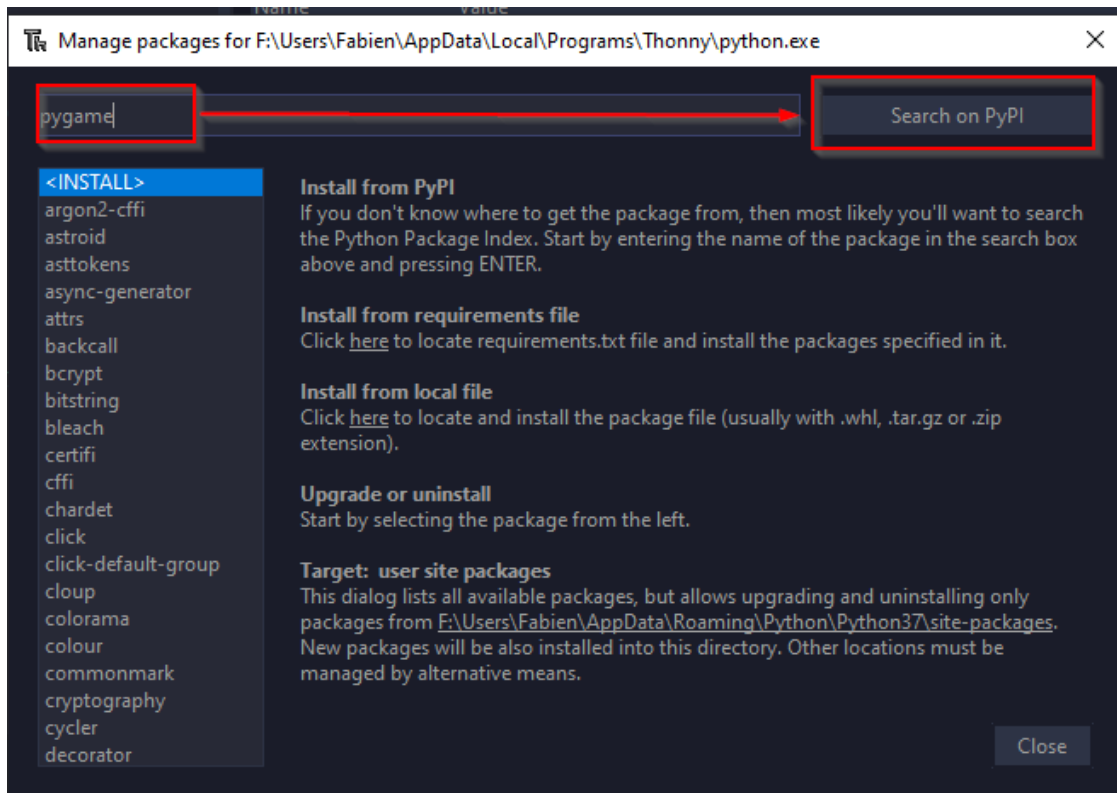 Name Value
Manage packages for F:\Users\Fabien\AppData\Local\Programs\Thonny\python.exe
pygame
Search on PyPI
<INSTALL>
argon2-cffi
astroid
asttokens
async-generator
attrs
backcall
bcrypt
bitstring
bleach
certifi
cffi
chardet
click
click-default-group
cloup
colorama
colour
commonmark
cryptography
cycler
decorator
Install from PyPI
If you don't know where to get the package from, then most likely you'll want to search
the Python Package Index. Start by entering the name of the package in the search box
above and pressing ENTER.
Install from requirements file
Click here to locate requirements.txt file and install the packages specified in it.
Install from local file
Click here to locate and install the package file (usually with .whl, .tar.gz or .zip
extension).
Upgrade or uninstall
Start by selecting the package from the left.
Target:  user site packages
This dialog lists all available packages, but allows upgrading and uninstalling only
packages from F:\Users\Fabien\AppData\Roaming\Python\Python37\site-packages.
New packages will be also installed into this directory. Other locations must be
managed by alternative means.
Close